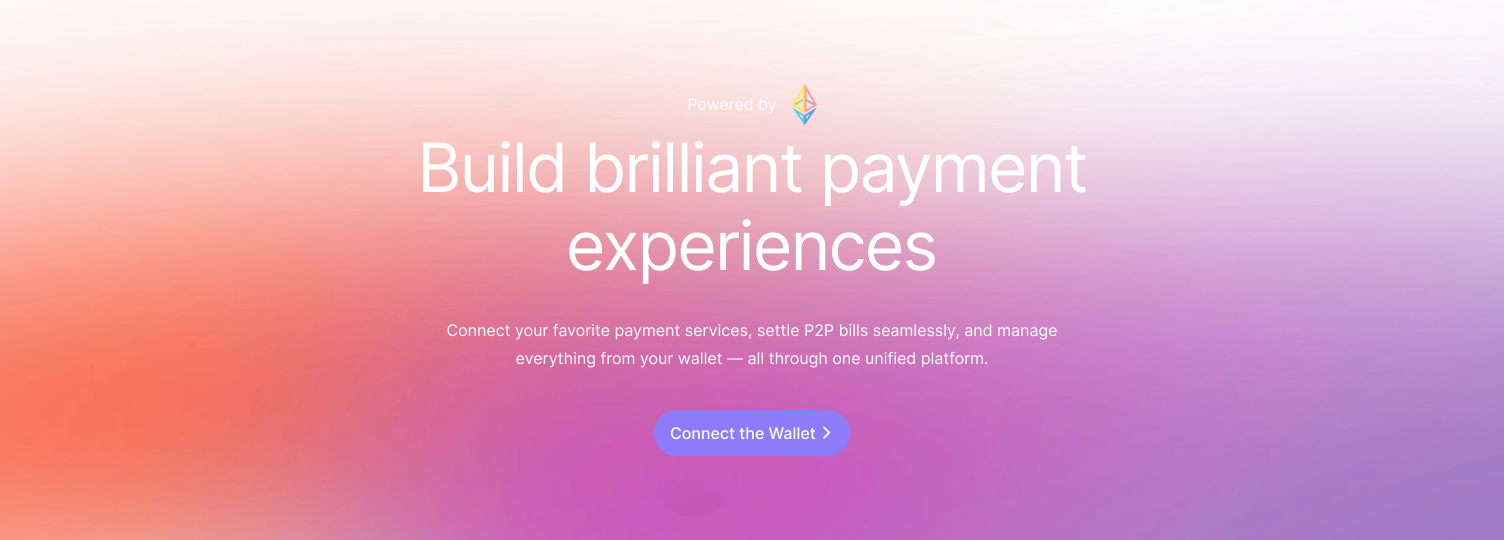 Powered by
Build brilliant payment
experiences
Connect your favorite payment services, settle P2P bills seamlessly, and manage
everything from your wallet — all through one unified platform.
Connect the Wallet